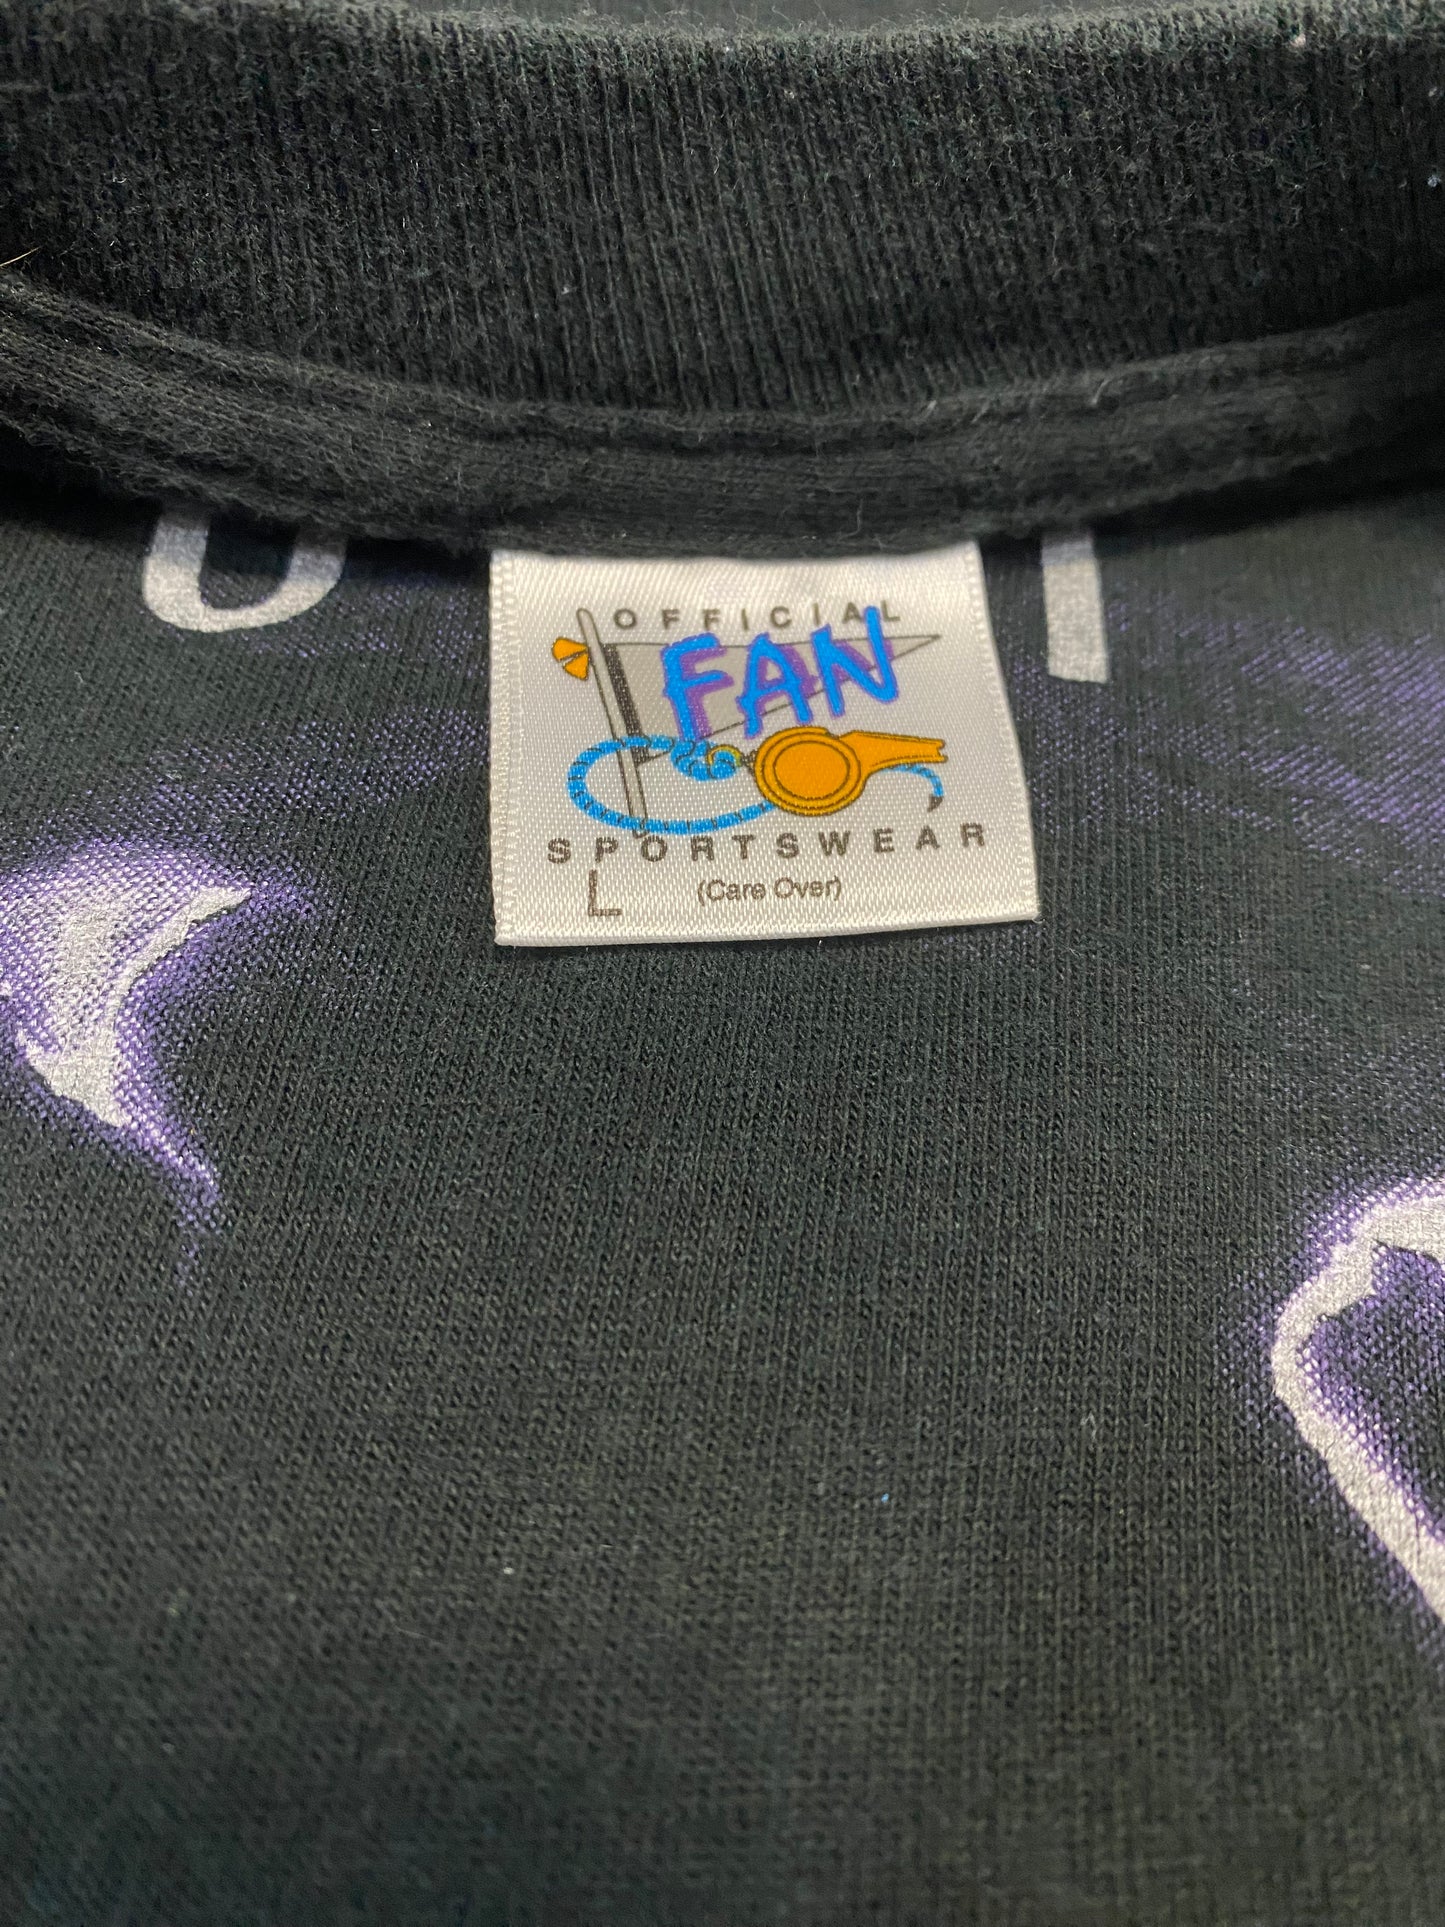 OFFICIAL
FAN
SPORTSWEAR
L (Care Over)